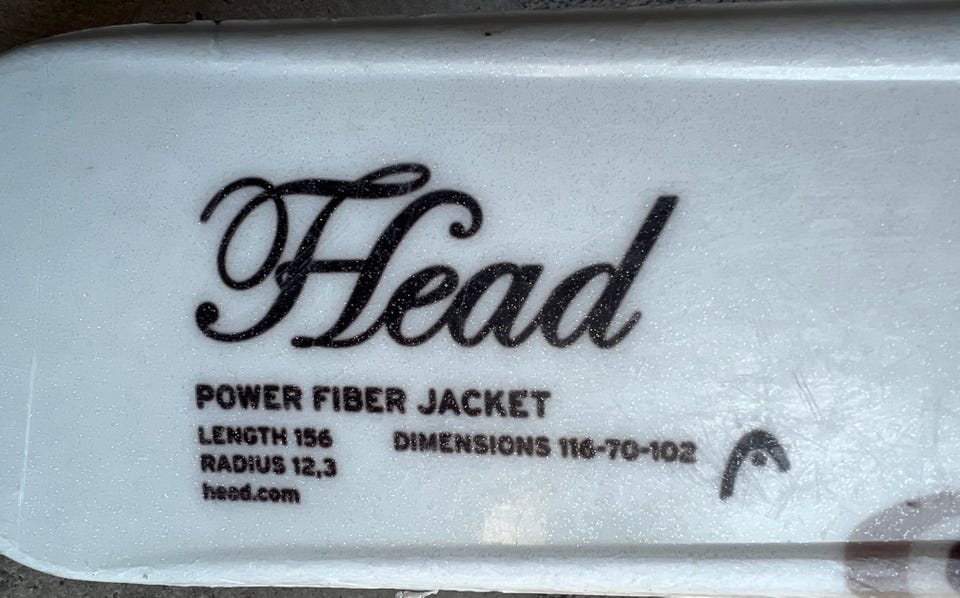 Head
POWER FIBER JACKET
LENGTH 156
DIMENSIONS 116-70-102
RADIUS 12,3
head.com